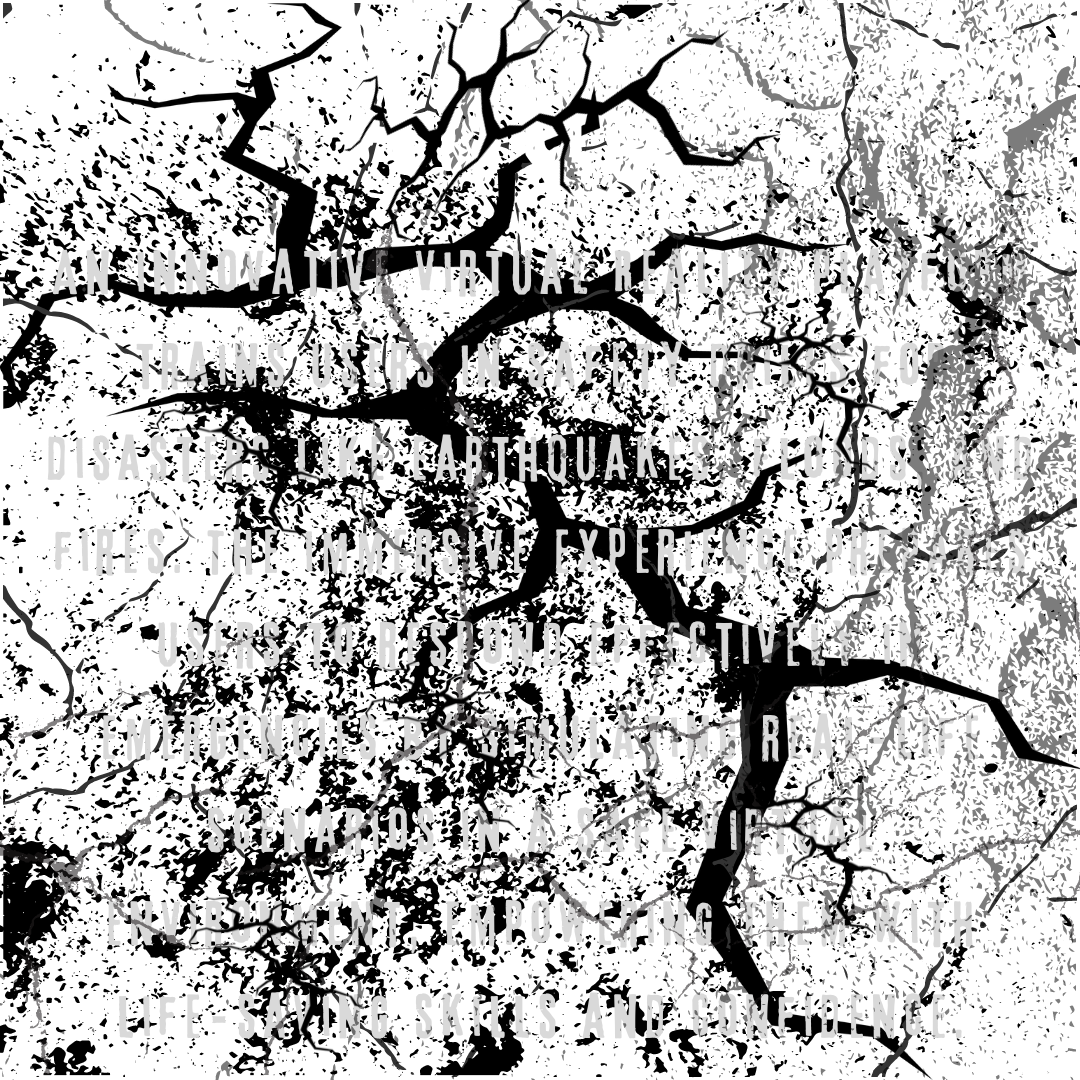 AN INNOVATIVE VIRTUAL REALITY PLATFORM
TRAINS USERS IN SAFETY DRILLS FOR
DISASTERS LIKE EARTHQUAKES, FLOODS, AND
FIRES. THE IMMERSIVE EXPERIENCE PREPARES
USERS TO RESPOND EFFECTIVELY IN
EMERGENCIES BY SIMULATING REAL-LIFE
SCENARIOS IN A SAFE VIRTUAL
ENVIRONMENT, EMPOWERING THEM WITH
LIFE-SAVING SKILLS AND CONFIDENCE.